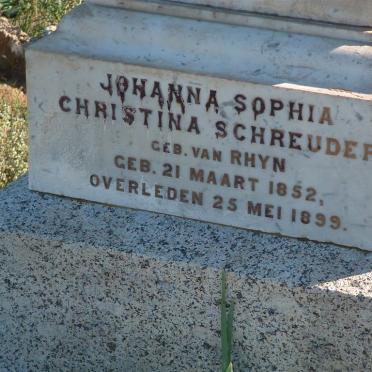 JOHANNA SOPHIA
CHRISTINA SCHREUDER
GEB. VAN RHYN
GEB. 21 MAART 1852,
OVERLEDEN 25 MEI 1899.